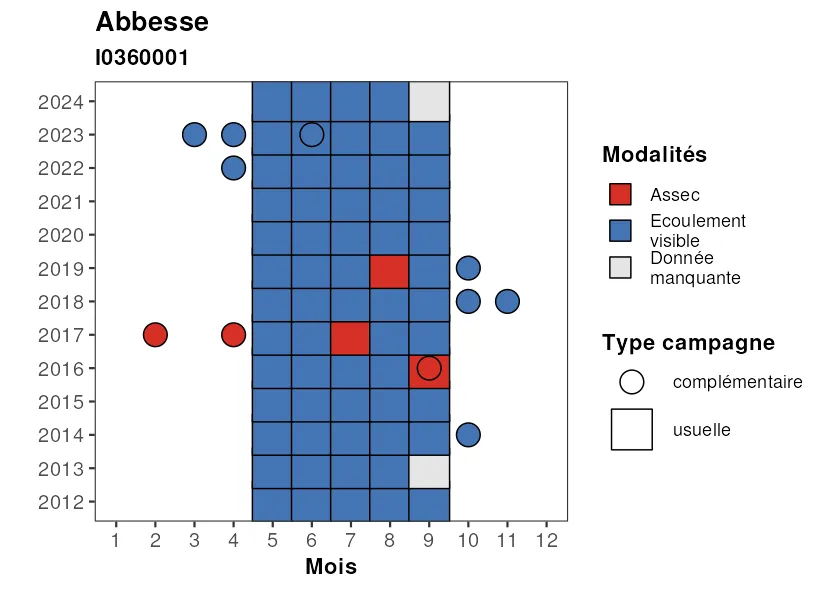 Abbesse
I0360001
2024
2023
2022
2021
2020
2019
2018
2017
2016
2015
2014
2013
2012
1 2 3 4 5 6 7 8 9 10 11 12
Mois
Modalités
Assec
Ecoulement
visible
Donnée
manquante
Type campagne
complémentaire
usuelle